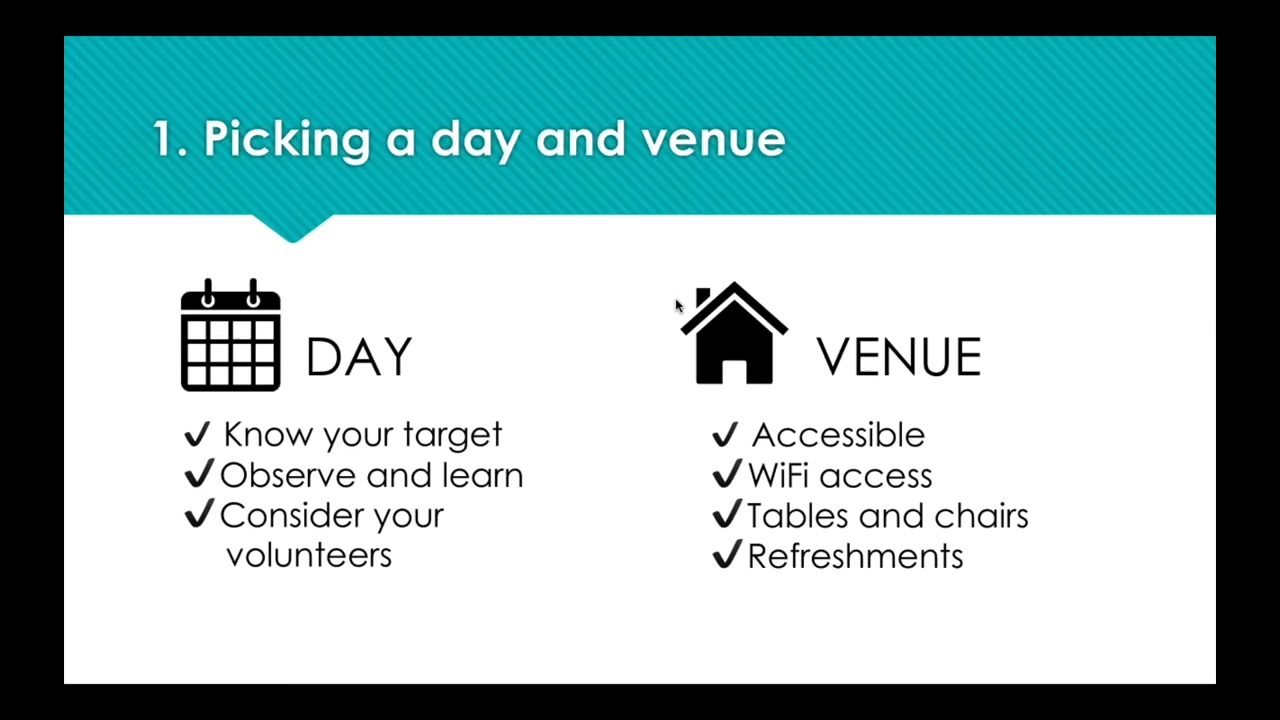 1. Picking a day and venue
DAY
✓ Know your target
✓ Observe and learn
✓ Consider your
volunteers
VENUE
✓ Accessible
✓ WiFi access
✓ Tables and chairs
✓ Refreshments